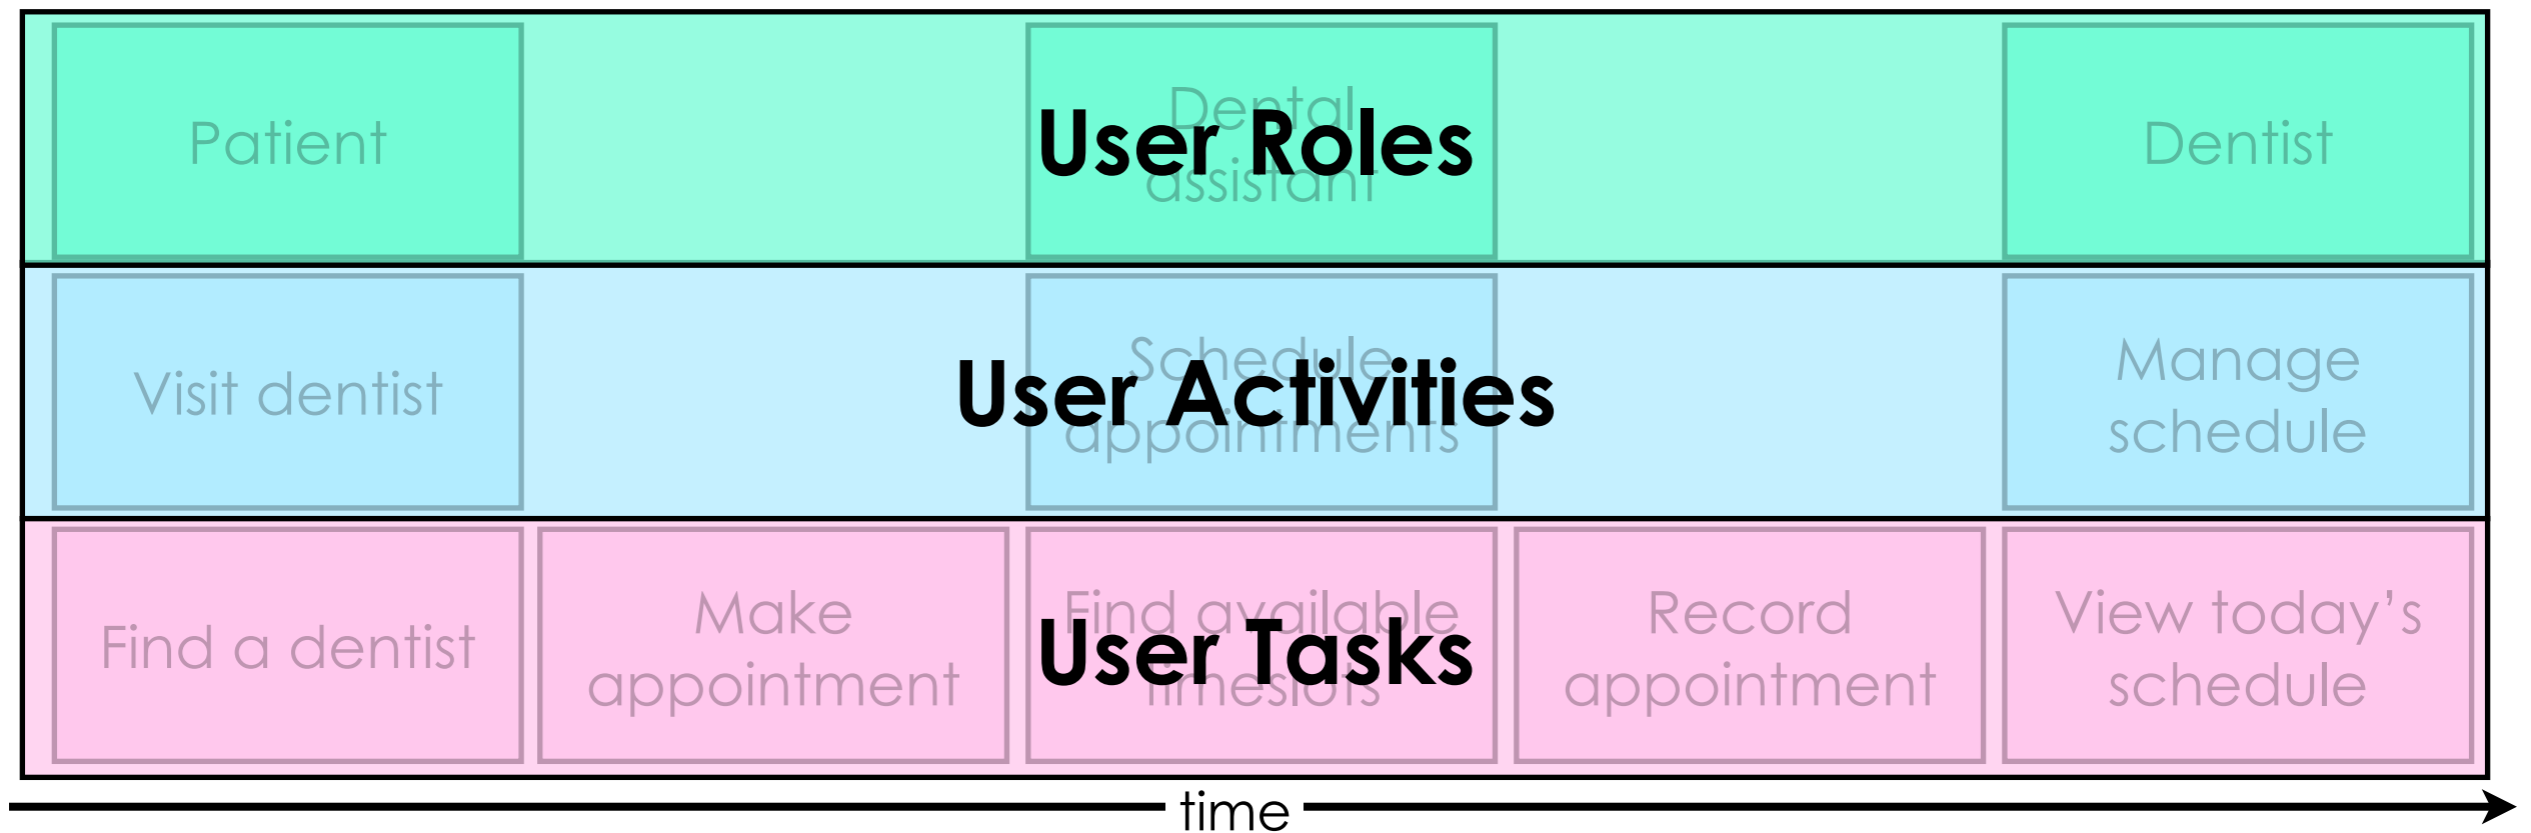 Patient
Dental
assistant
Dentist
User Roles
Visit dentist
Schedule
appointments
Manage
schedule
User Activities
Find a dentist
Make
appointment
Find available
timeslots
Record
appointment
View today’s
schedule
User Tasks
time